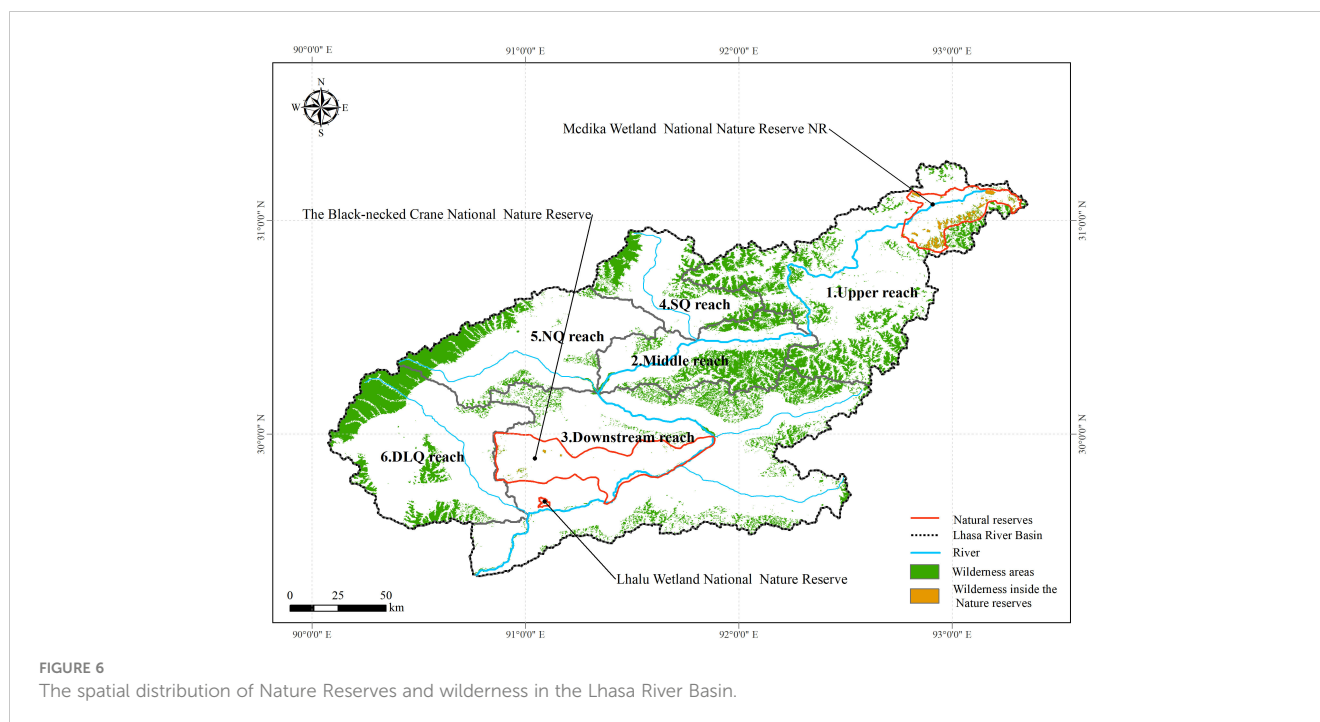 90°0'0" E
91°0'0" E
92°0'0" E
93°0'0" E
N
W
E
S
Mcdika Wetland National Nature Reserve NR
The Black-necked Crane National Nature Reserve
31°0'0" N
31°0'0" N
1.Upper reach
4.SQ reach
5.NQ reach
2.Middle reach
30°0'0" N
30°0'0" N
3.Downstream reach
6.DLQ reach
Natural reserves
Lhasa River Basin
River
Wilderness areas
Wilderness inside the
Nature reserves
Lhalu Wetland National Nature Reserve
0 25 50
km
90°0'0" E
91°0'0" E
92°0'0" E
93°0'0" E
FIGURE 6
The spatial distribution of Nature Reserves and wilderness in the Lhasa River Basin.